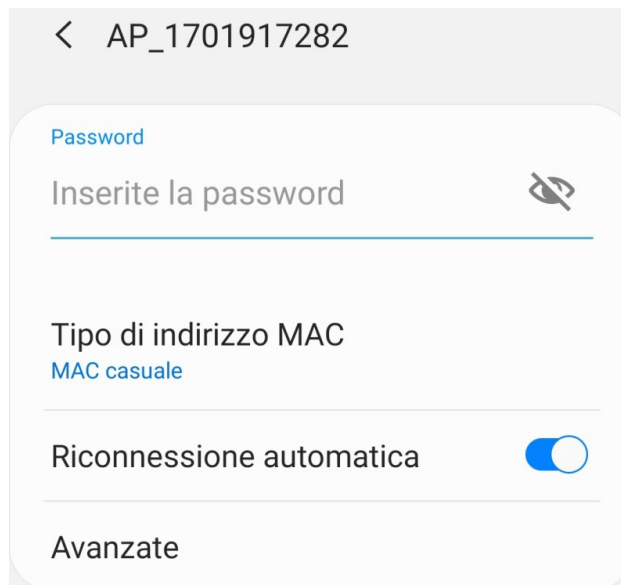 AP_1701917282
Password
Inserite la password
Tipo di indirizzo MAC
MAC casuale
Riconnessione automatica
Avanzate